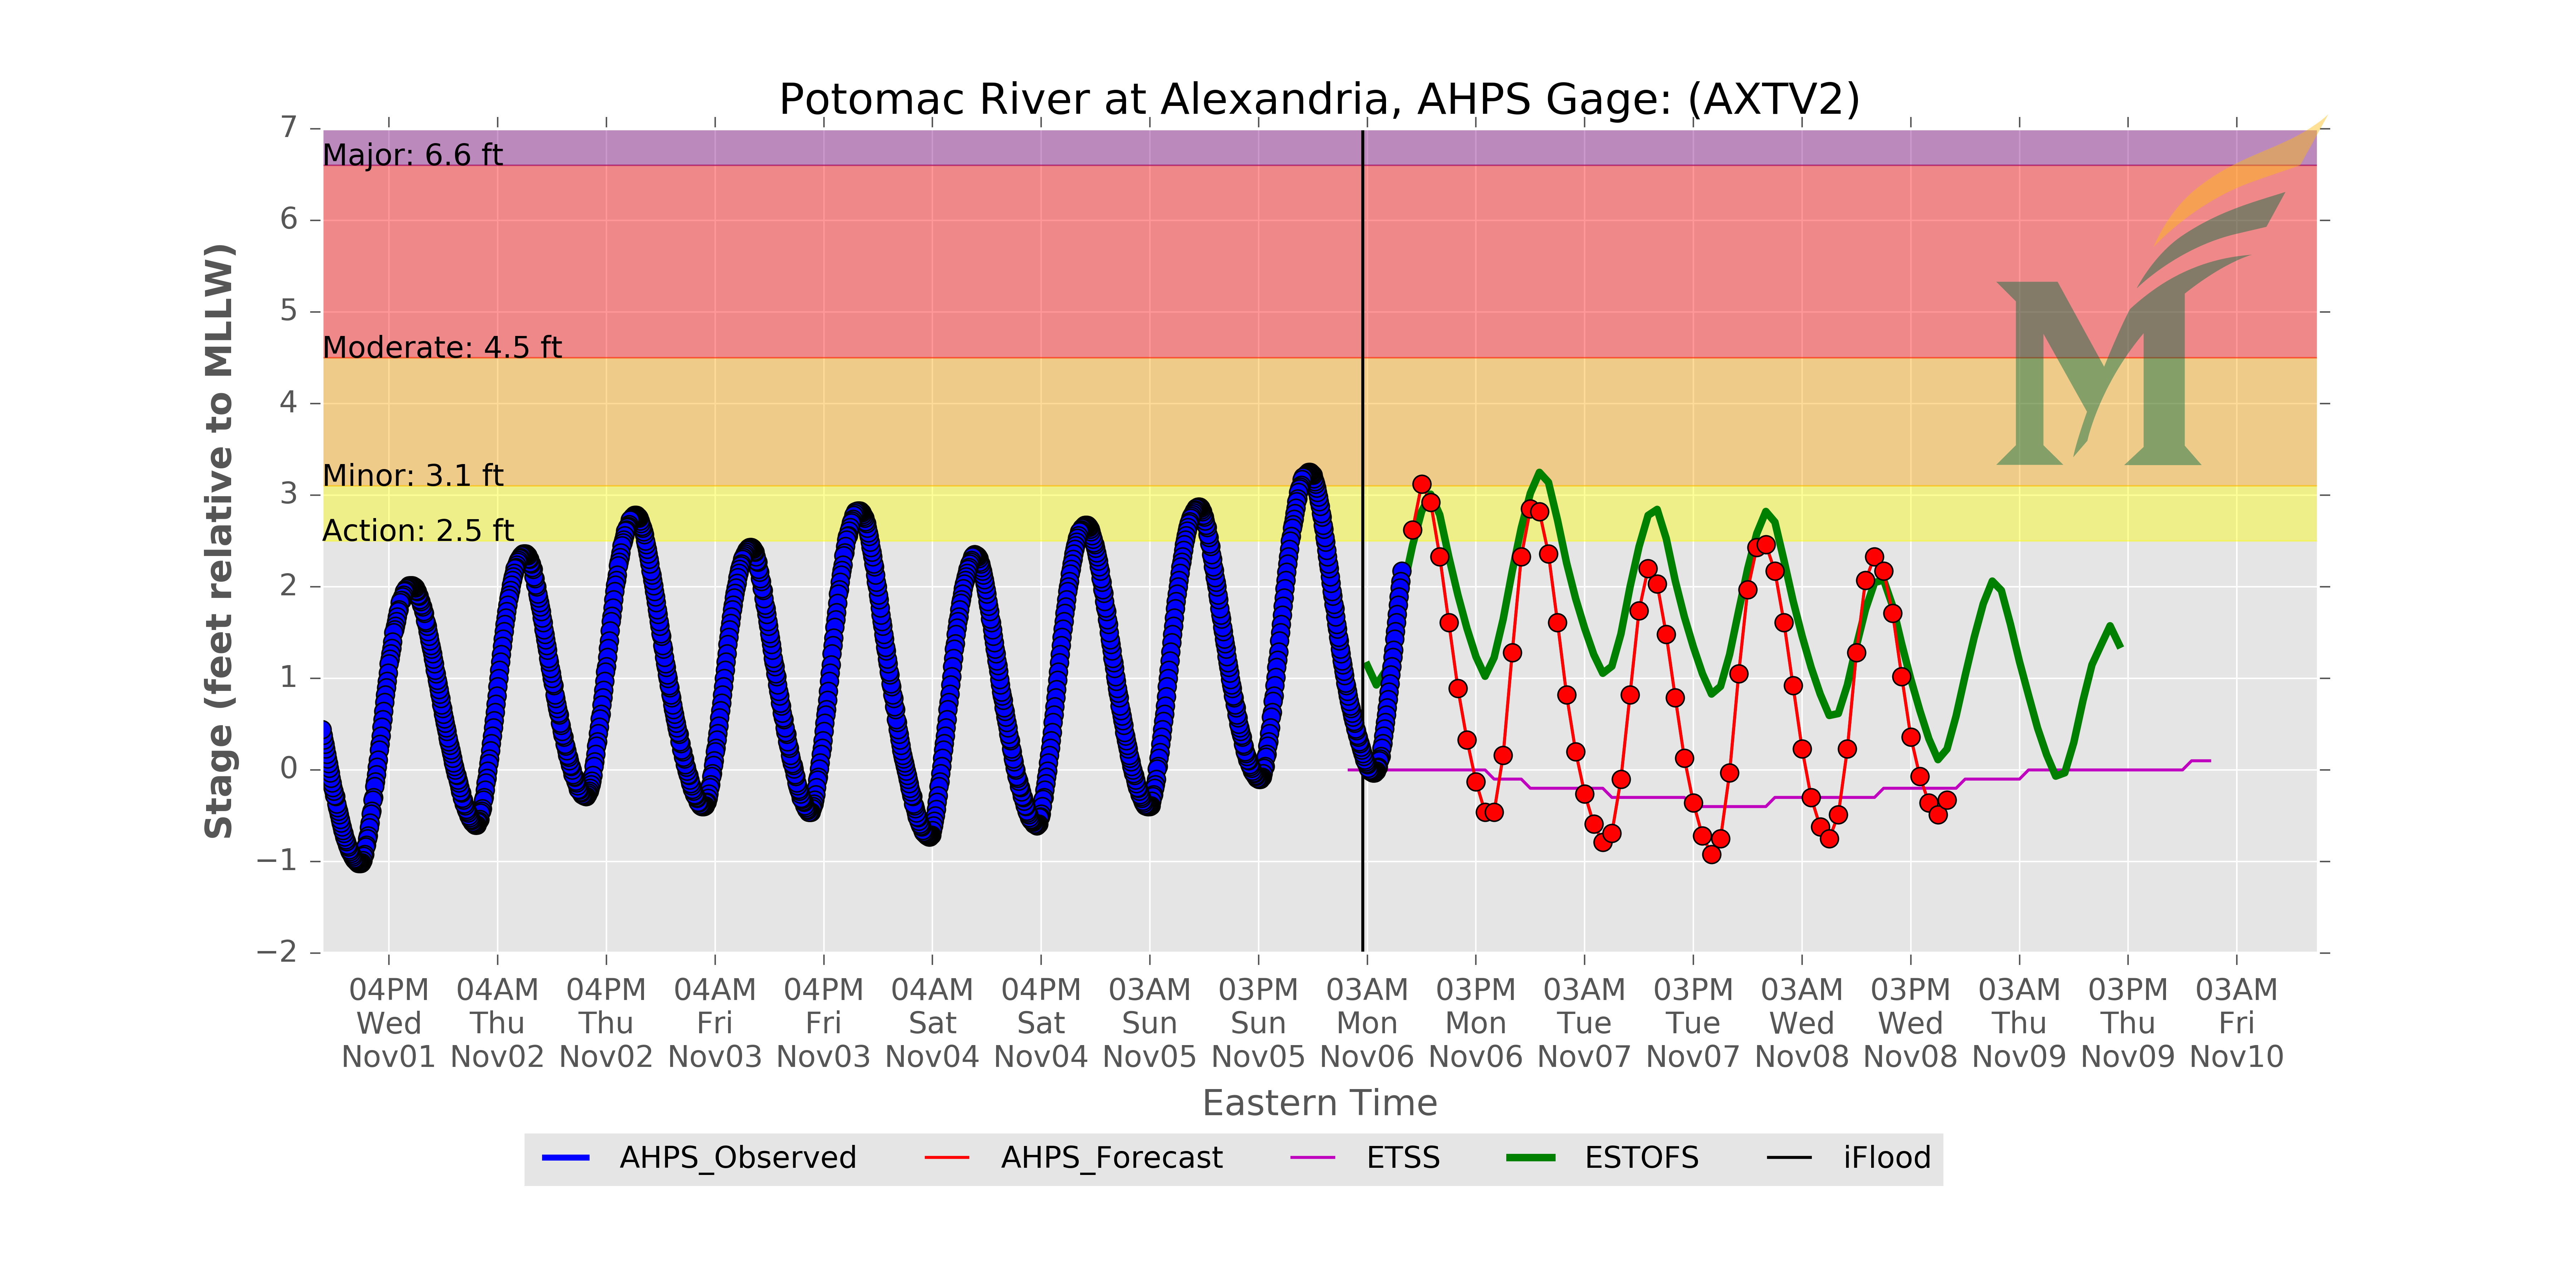 Potomac River at Alexandria, AHPS Gage: (AXTV2)
7
6
5
4
3
2
1
0
−1
−2
Stage (feet relative to MLLW)
Major: 6.6 ft
Moderate: 4.5 ft
Minor: 3.1 ft
Action: 2.5 ft
M
04PM 04AM 04PM 04AM 04PM 04AM 04PM 03AM 03PM 03AM 03PM 03AM 03PM 03AM 03PM 03AM 03PM 03AM
Wed Thu Thu Fri Fri Sat Sat Sun Sun Mon Mon Tue Tue Wed Wed Thu Thu Fri
Nov01 Nov02 Nov02 Nov03 Nov03 Nov04 Nov04 Nov05 Nov05 Nov06 Nov06 Nov07 Nov07 Nov08 Nov08 Nov09 Nov09 Nov10
Eastern Time
AHPS_Observed AHPS_Forecast ETSS ESTOFS iFlood